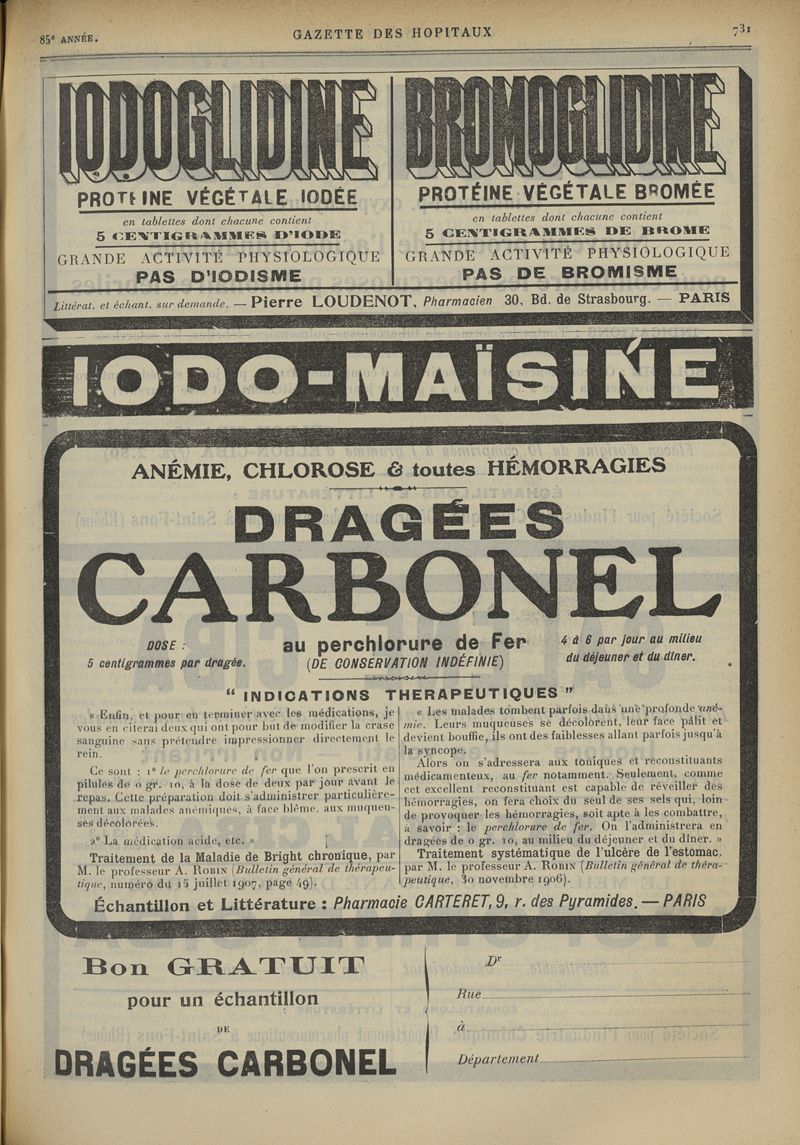 85e ANNÉE.
GAZETTE DES HOPITAUX
731
IODOGLIDINE
PROTÉINE VÉGÉTALE IODÉE
en tablettes dont chacune contient
5 CENTIGRAMMES D'IODE
GRANDE ACTIVITÉ PHYSIOLOGIQUE
PAS D'IODISME
BROMOGLIDINE
PROTÉINE VÉGÉTALE BROMÉE
en tablettes dont chacune contient
5 CENTIGRAMMES DE BROME
GRANDE ACTIVITÉ PHYSIOLOGIQUE
PAS DE BROMISME
Littérat. et échant. sur demande. — Pierre LOUDENOT, Pharmacien 30, Bd. de Strasbourg. — PARIS
IODO-MAÏSINE
ANÉMIE, CHLOROSE & toutes HÉMORRAGIES
DRAGÉES
CARBONEL
DOSE :
5 centigrammes par dragée.
au perchlorure de Fer
(DE CONSERVATION INDÉFINIE)
4 à 6 par jour au milieu
du déjeuner et du dîner.
“ INDICATIONS THERAPEUTIQUES ”
« Enfin, et pour en terminer avec les médications, je
vous en citerai deux qui ont pour but de modifier la crase
sanguine sans prétendre impressionner directement le
rein.
Ce sont : 1° le perchlorure de fer que l'on prescrit en
pilules de 0 gr. 10, à la dose de deux par jour avant le
repas. Cette préparation doit s'administrer particulière-
ment aux malades anémiques, à face blême, aux muqueu-
ses décolorées.
2° La médication acide, etc. »
Traitement de la Maladie de Bright chronique, par
M. le professeur A. ROBIN (Bulletin général de thérapeu-
tique, numéro du 15 juillet 1907, page 49).
« Les malades tombent parfois dans une profonde ané-
mie. Leurs muqueuses se décolorent, leur face pâlit et
devient bouffie, ils ont des faiblesses allant parfois jusqu'à
la syncope.
Alors on s'adressera aux toniques et reconstituants
médicamenteux, au fer notamment. Seulement, comme
cet excellent reconstituant est capable de réveiller des
hémorragies, on fera choix du seul de ses sels qui, loin
de provoquer les hémorragies, soit apte à les combattre,
à savoir : le perchlorure de fer. On l'administrera en
dragées de 0 gr. 10, au milieu du déjeuner et du dîner. »
Traitement systématique de l'ulcère de l'estomac,
par M. le professeur A. ROBIN (Bulletin général de théra-
peutique, 30 novembre 1906).
Échantillon et Littérature : Pharmacie CARTERET, 9, r. des Pyramides. — PARIS
Bon GRATUIT
pour un échantillon
DE
DRAGÉES CARBONEL
Dr
Rue
à
Département